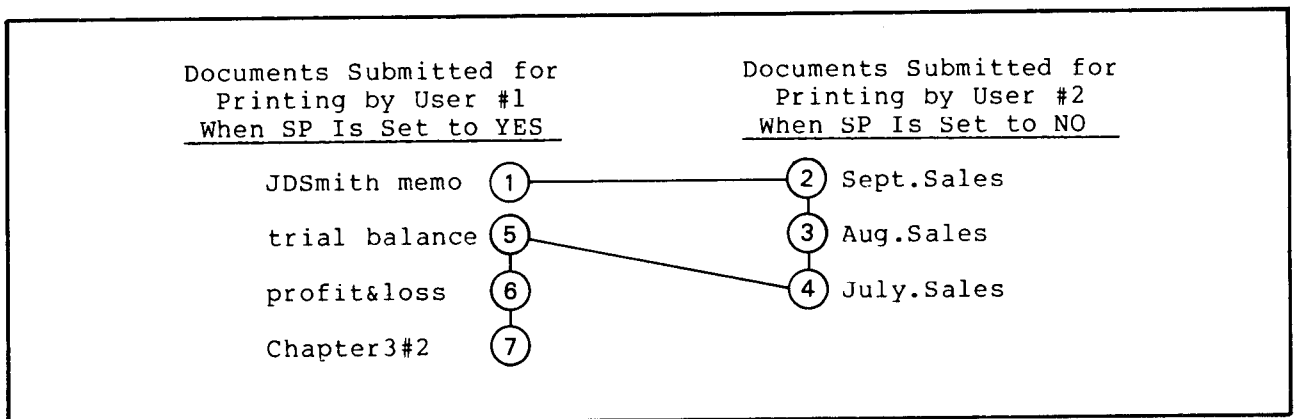 Documents Submitted for
Printing by User #1
When SP Is Set to YES
Documents Submitted for
Printing by User #2
When SP Is Set to NO
JDSmith memo 1
2 Sept.Sales
trial balance 5
3 Aug.Sales
profit&loss 6
4 July.Sales
Chapter3#2 7